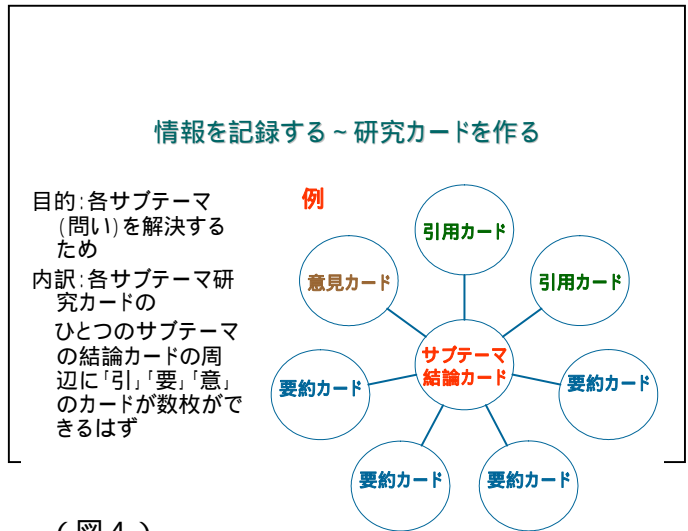 情報を記録する~研究カードを作る
目的:各サブテーマ
(問い)を解決する
ため
内訳:各サブテーマ研
究カードの
ひとつのサブテーマ
の結論カードの周
辺に「引」「要」「意」
のカードが数枚がで
きるはず
例
引用カード
意見カード
引用カード
サブテーマ
結論カード
要約カード
要約カード
要約カード
要約カード
(図4)